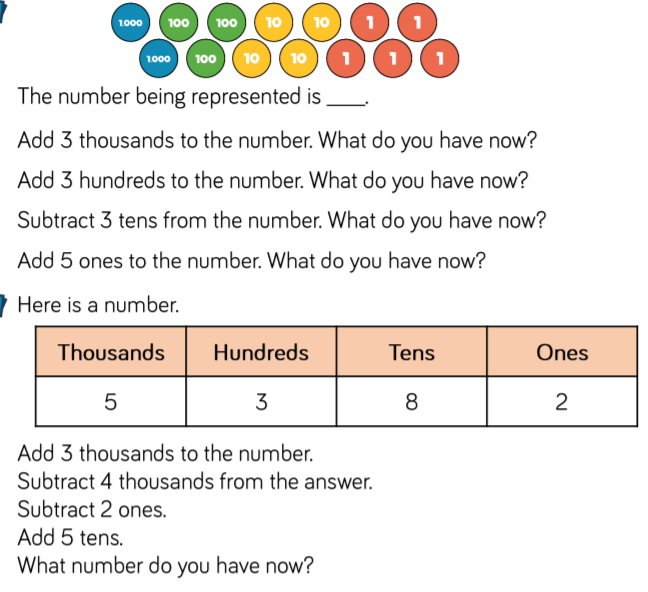 1,000 100 100 10 10 1 1
1,000 100 10 10 1 1 1
The number being represented is ____.
Add 3 thousands to the number. What do you have now?
Add 3 hundreds to the number. What do you have now?
Subtract 3 tens from the number. What do you have now?
Add 5 ones to the number. What do you have now?
Here is a number.
Thousands Hundreds Tens Ones
5 3 8 2
Add 3 thousands to the number.
Subtract 4 thousands from the answer.
Subtract 2 ones.
Add 5 tens.
What number do you have now?